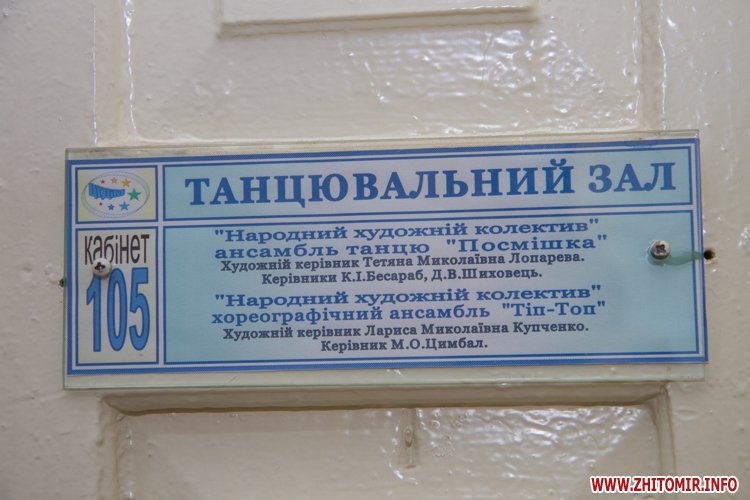 ТАНЦЮВАЛЬНИЙ ЗАЛ
кабінет
105
"Народний художній колектив"
ансамбль танцю "Посмішка"
Художній керівник Тетяна Миколаївна Лопарева.
Керівники К.І.Бесараб, Д.В.Шиховець.
"Народний художній колектив"
хореографічний ансамбль "Тіп-Топ"
Художній керівник Лариса Миколаївна Купченко.
Керівник М.О.Цимбал.
WWW.ZHITOMIR.INFO